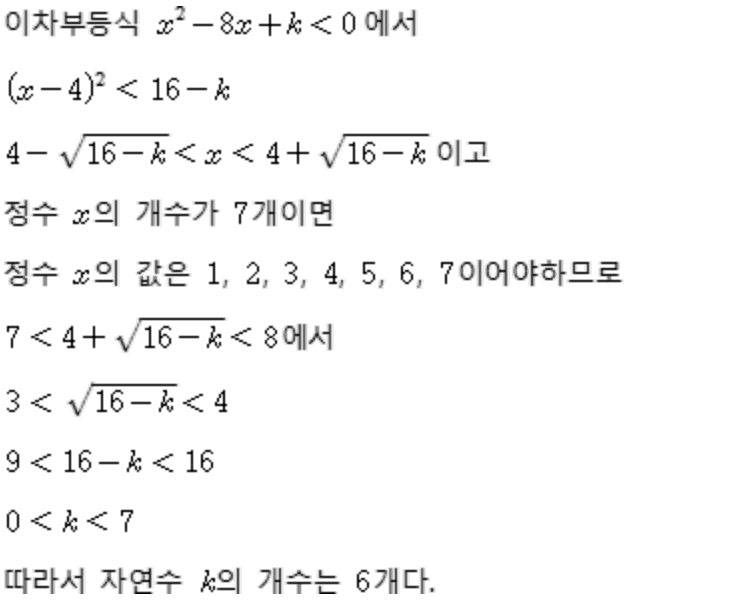 이차부등식 x² − 8x + k < 0 에서
(x − 4)² < 16 − k
4 − √(16 − k) < x < 4 + √(16 − k) 이고
정수 x의 개수가 7개이면
정수 x의 값은 1, 2, 3, 4, 5, 6, 7이어야하므로
7 < 4 + √(16 − k) < 8에서
3 < √(16 − k) < 4
9 < 16 − k < 16
0 < k < 7
따라서 자연수 k의 개수는 6개다.